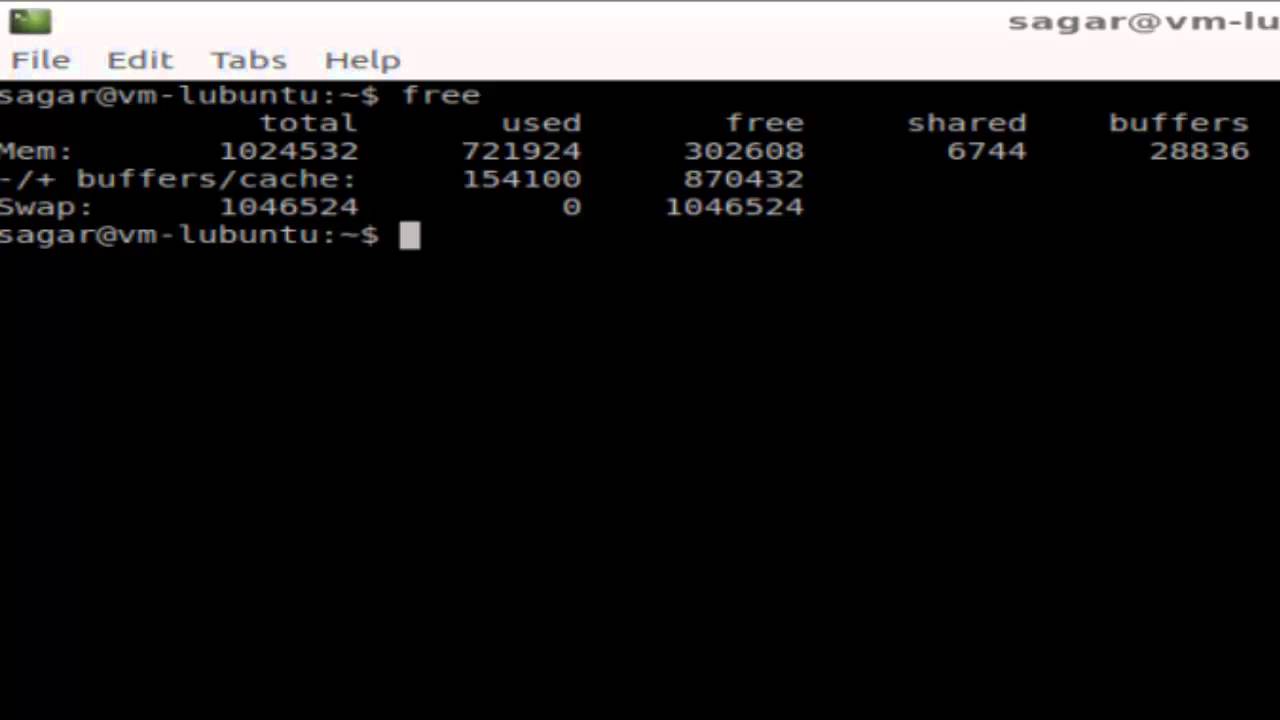 sagar@vm-lu
File Edit Tabs Help
sagar@vm-lubuntu:~$ free
total used free shared buffers
Mem: 1024532 721924 302608 6744 28836
-/+ buffers/cache: 154100 870432
Swap: 1046524 0 1046524
sagar@vm-lubuntu:~$